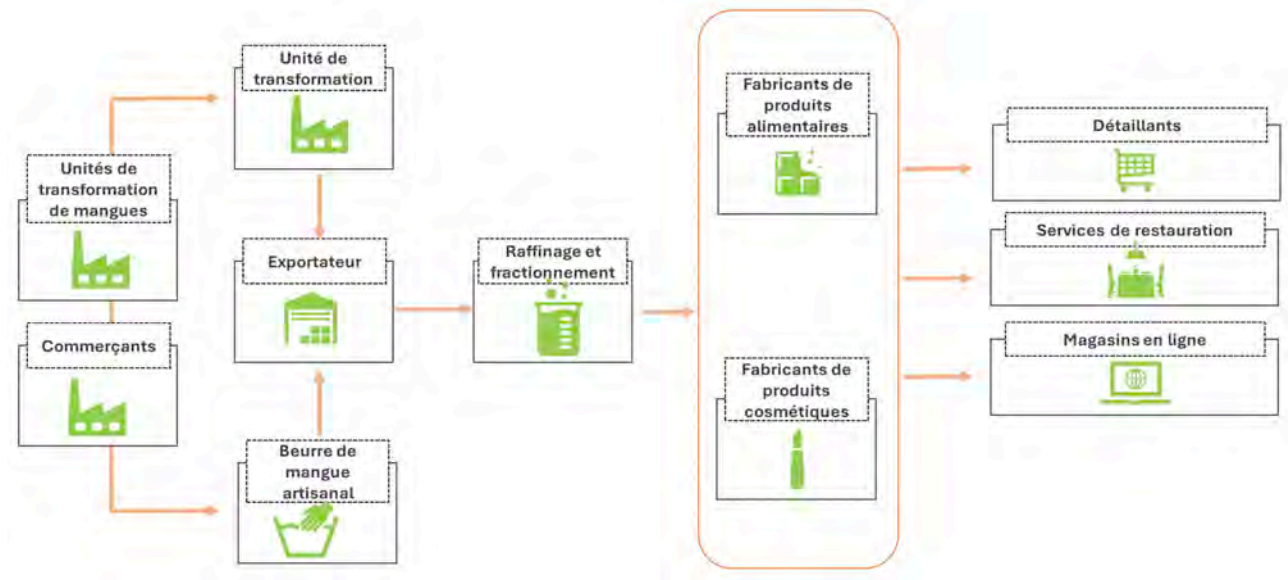 Unité de
transformation
Unités de
transformation
de mangues
Commerçants
Exportateur
Beurre de
mangue
artisanal
Raffinage et
fractionnement
Fabricants de
produits
alimentaires
Fabricants de
produits
cosmétiques
Détaillants
Services de restauration
Magasins en ligne